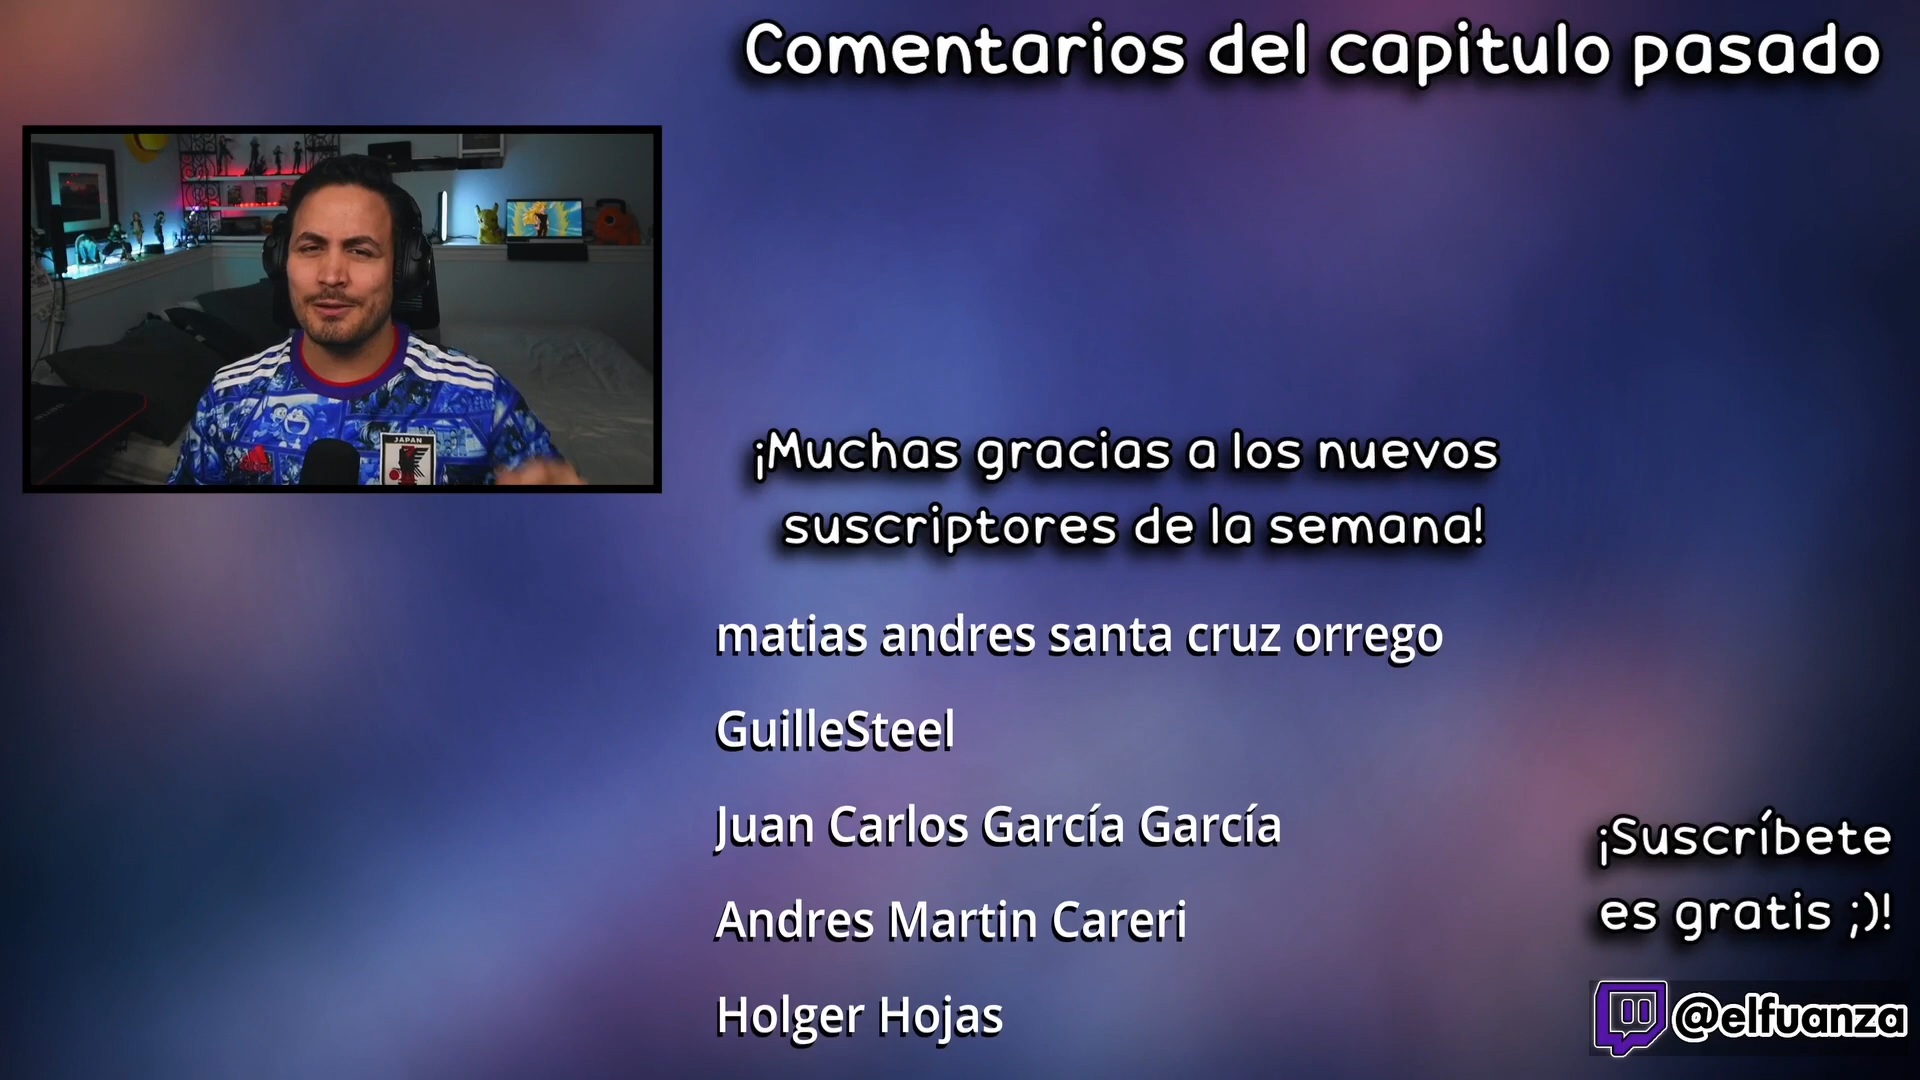 Comentarios del capitulo pasado
JAPAN
¡Muchas gracias a los nuevos
suscriptores de la semana!
matias andres santa cruz orrego
GuilleSteel
Juan Carlos García García
Andres Martin Careri
Holger Hojas
¡Suscríbete
es gratis ;)!
@elfuanza